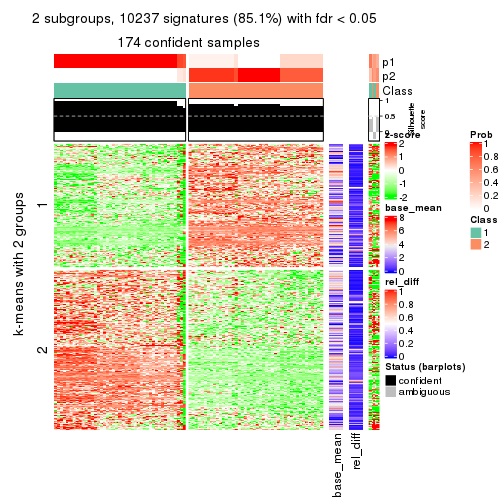 2 subgroups, 10237 signatures (85.1%) with fdr < 0.05
174 confident samples
p1
p2
Class
1
0.5
0
Silhouette
score
k-means with 2 groups
1
2
base_mean
rel_diff
z-score
2
1
0
-1
-2
base_mean
8
6
4
2
0
rel_diff
1
0.8
0.6
0.4
0.2
0
Status (barplots)
confident
ambiguous
Prob
1
0.8
0.6
0.4
0.2
0
Class
1
2